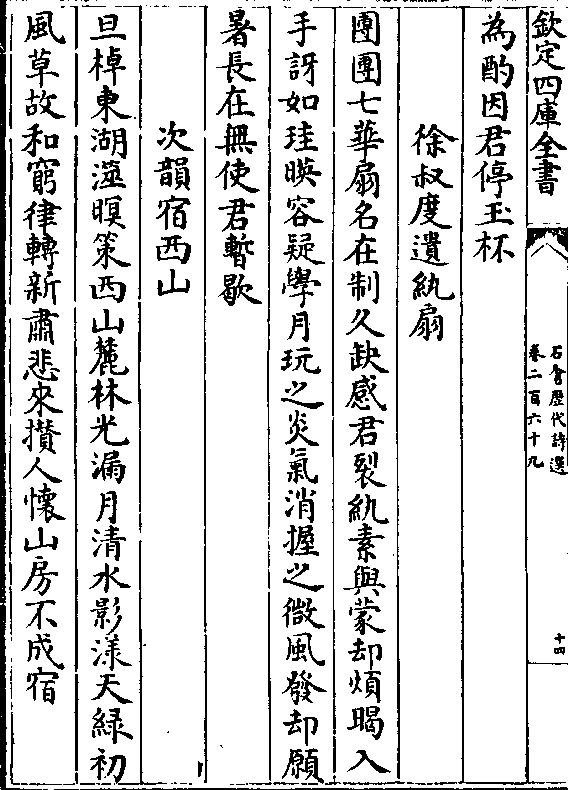 欽定四庫全書
石倉歷代詩選
卷二百六十九
十四
為酌因君停玉杯
徐叔度遺紈扇
團團七華扇名在制久缺感君裂紈素與蒙却煩暍入
手訝如珪暎容疑學月玩之炎氣消握之微風發却願
暑長在無使君暫歇
次韻宿西山
旦棹東湖澨暝策西山麓林光漏月清水影漾天綠初
風草故和窮律轉新肅悲來攢人懷山房不成宿